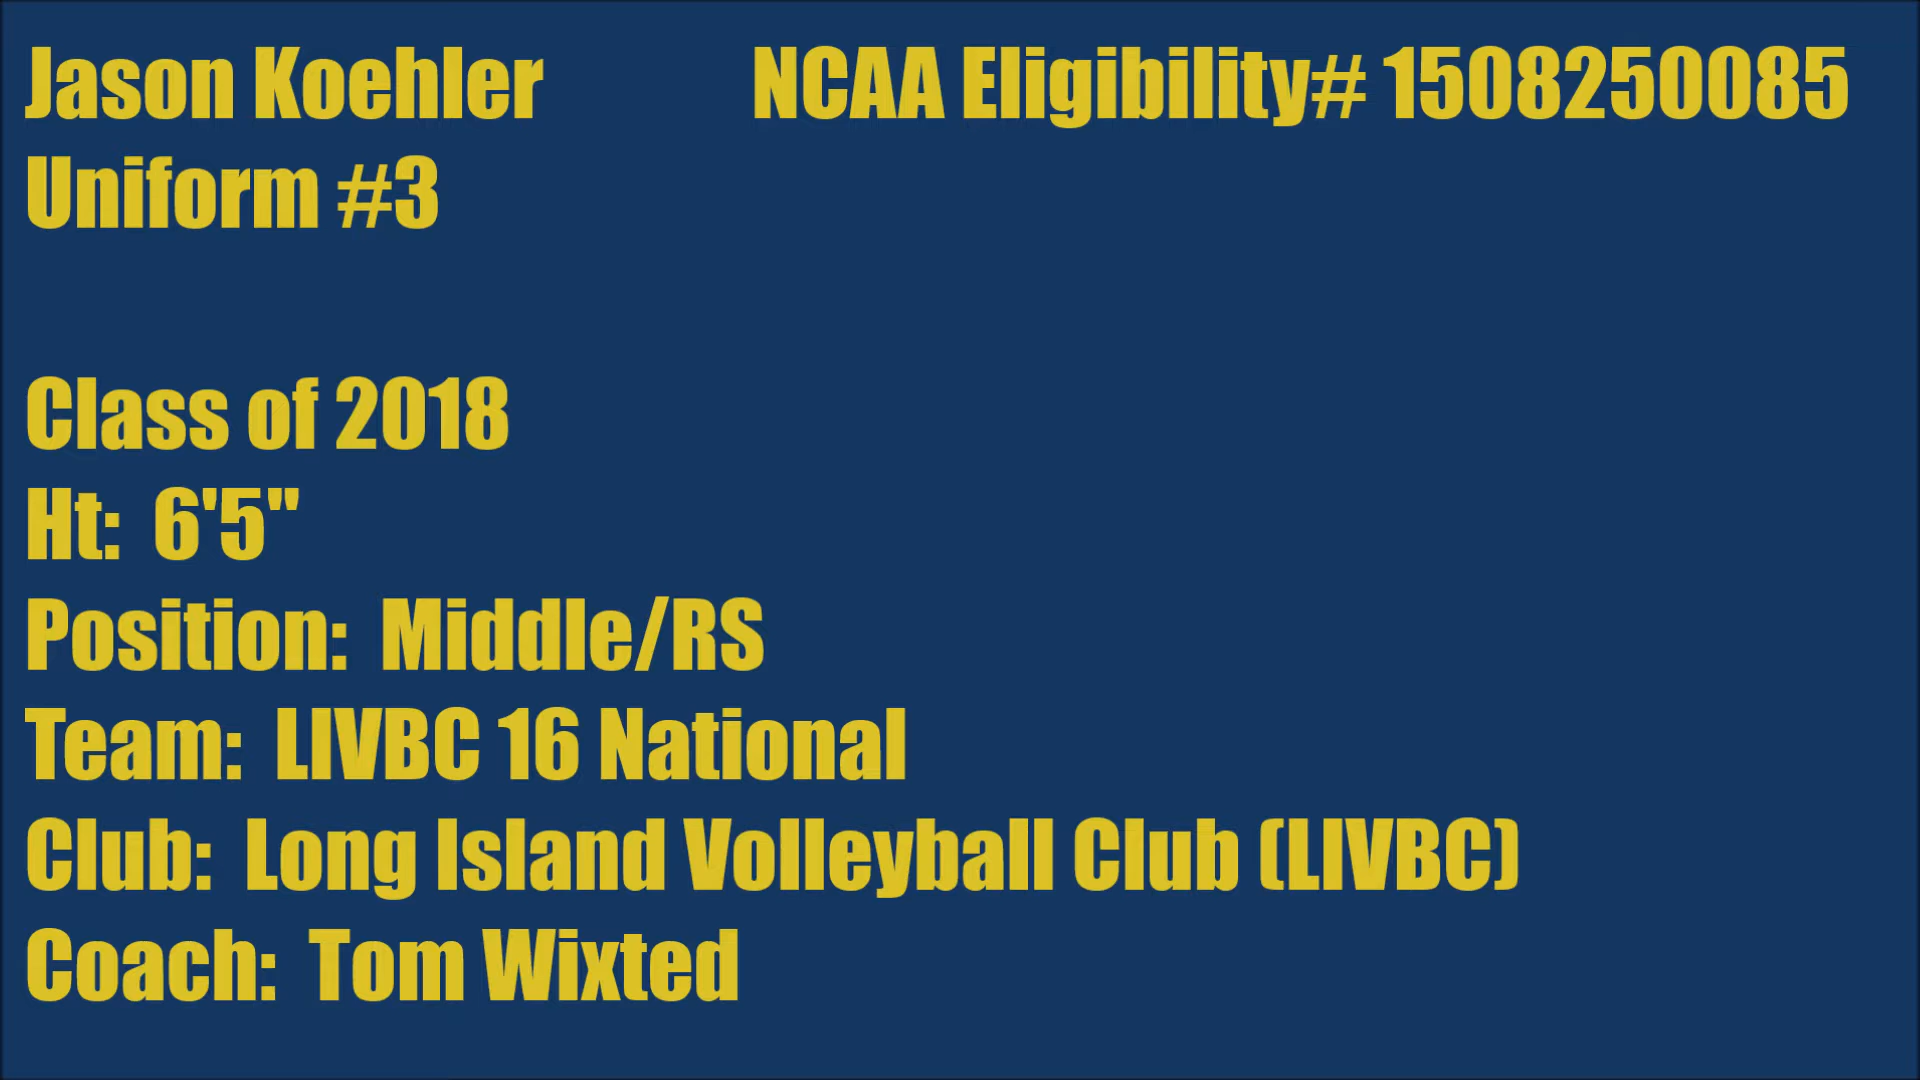 Jason Koehler NCAA Eligibility# 1508250085
Uniform #3
Class of 2018
Ht: 6'5"
Position: Middle/RS
Team: LIVBC 16 National
Club: Long Island Volleyball Club (LIVBC)
Coach: Tom Wixted